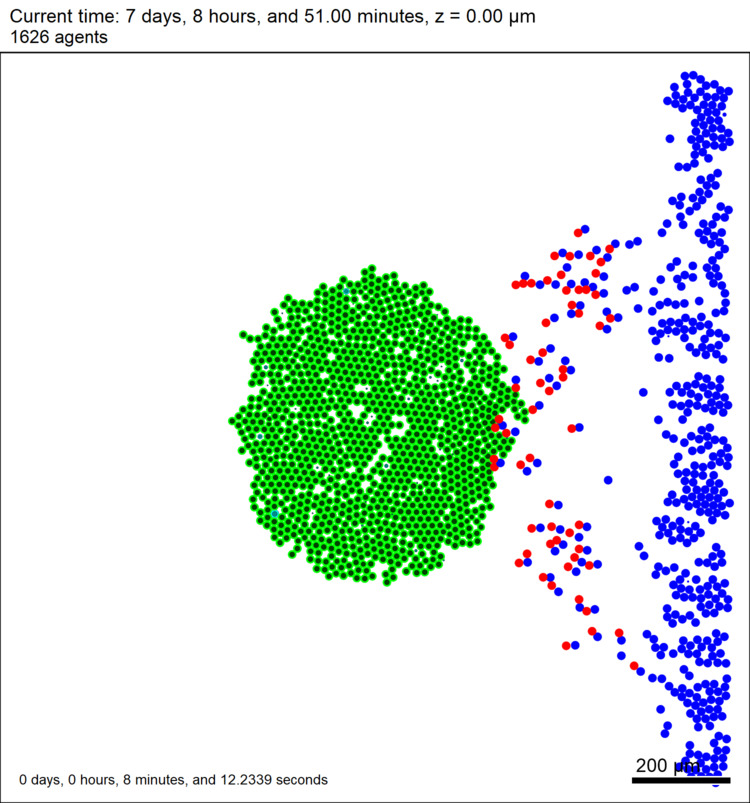 Current time: 7 days, 8 hours, and 51.00 minutes, z = 0.00 μm
1626 agents
200 μm
0 days, 0 hours, 8 minutes, and 12.2339 seconds